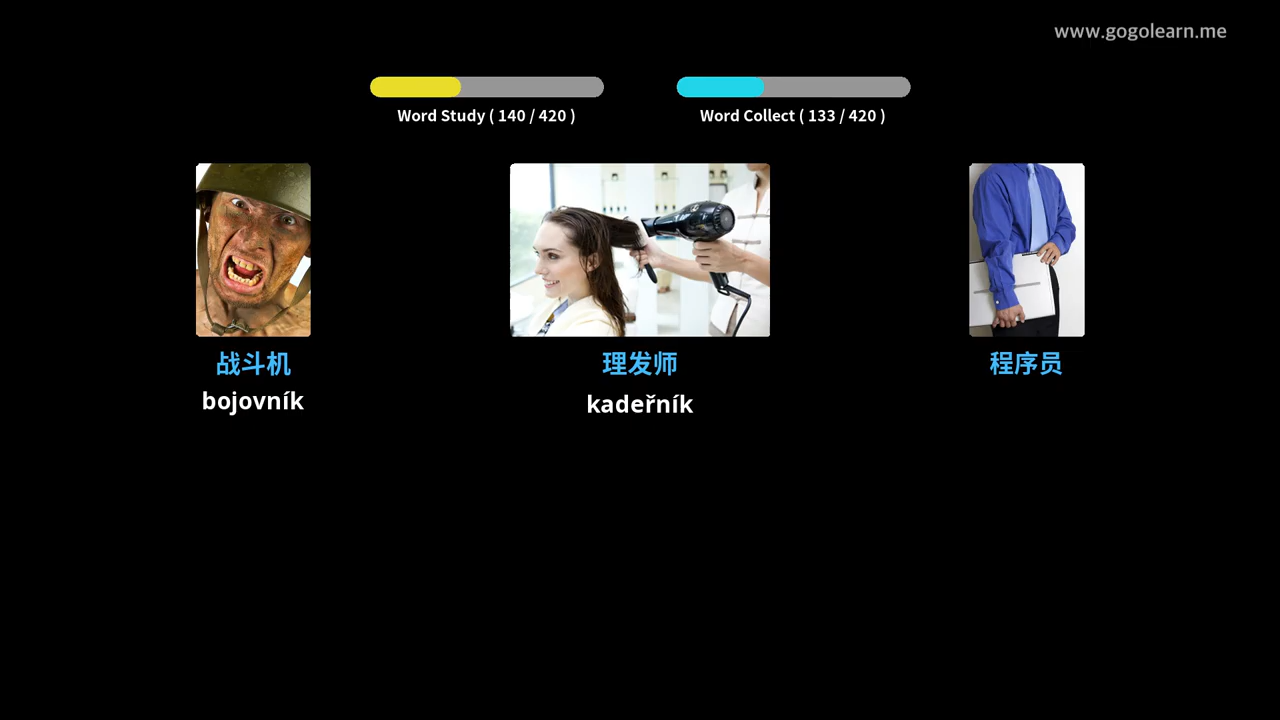 www.gogolearn.me
Word Study ( 140 / 420 )
Word Collect ( 133 / 420 )
战斗机
理发师
程序员
bojovník
kadeřník